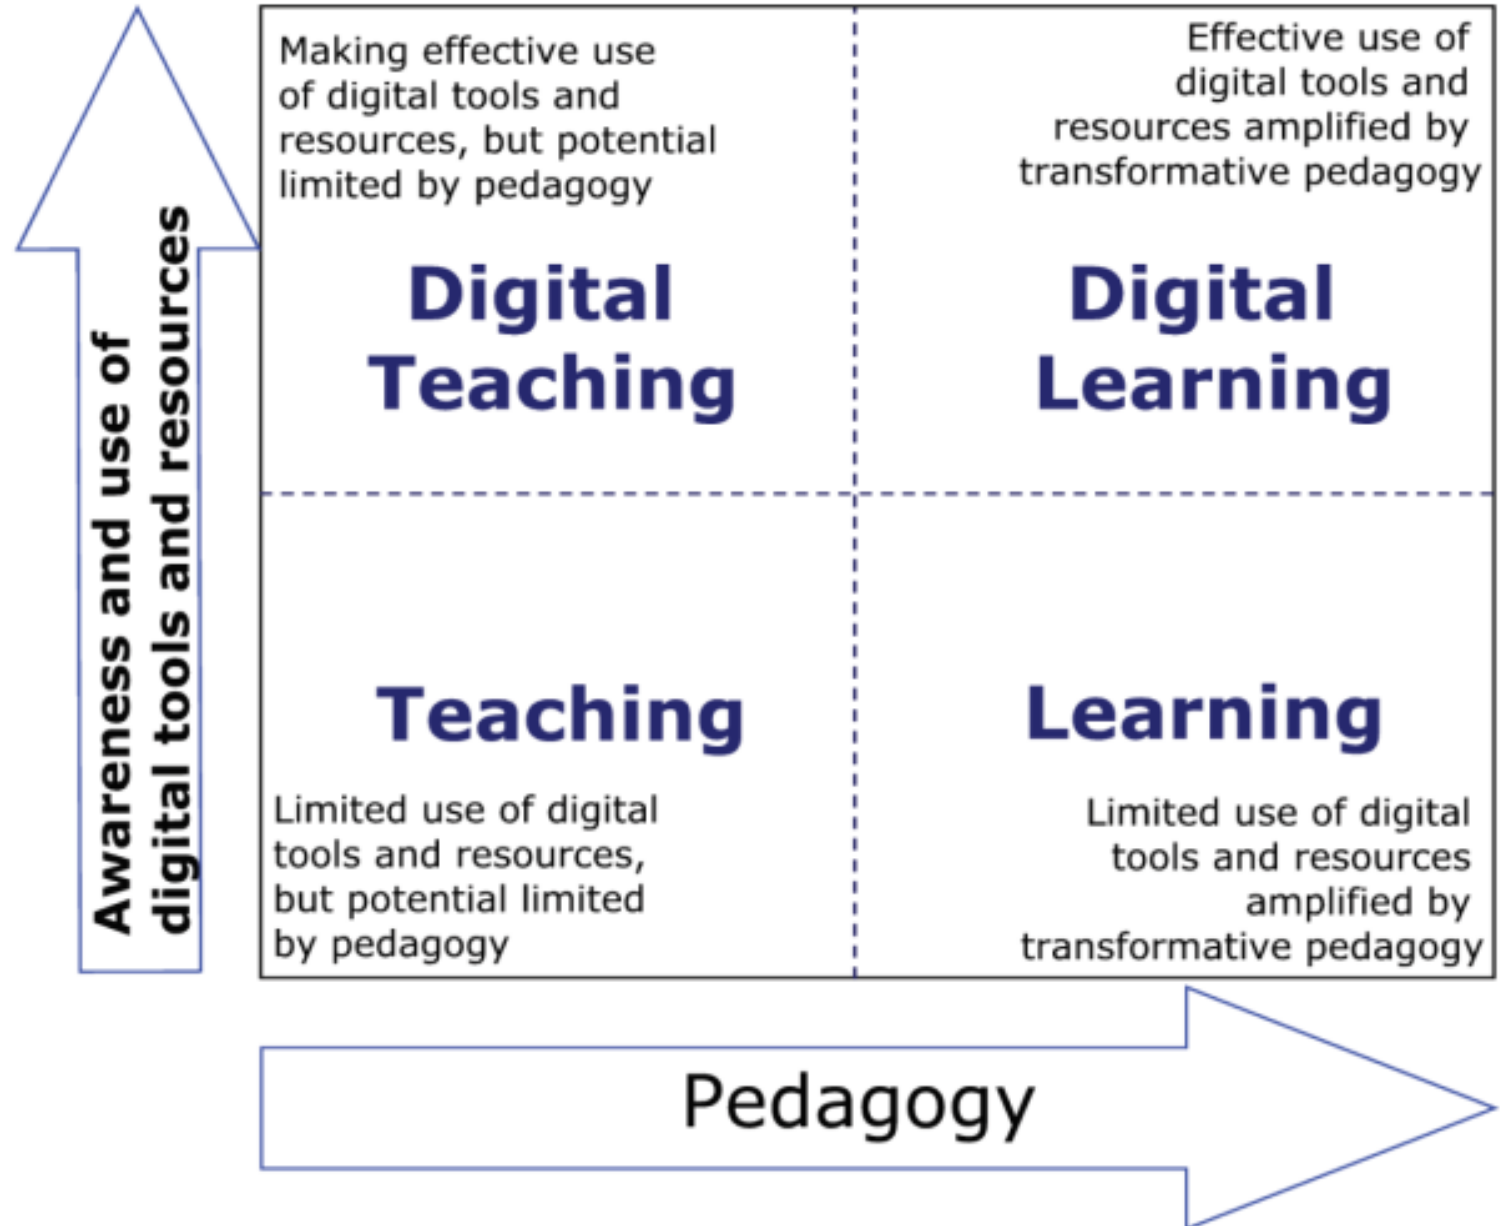 Awareness and use of
digital tools and resources
Making effective use
of digital tools and
resources, but potential
limited by pedagogy
Digital
Teaching
Effective use of
digital tools and
resources amplified by
transformative pedagogy
Digital
Learning
Teaching
Limited use of digital
tools and resources,
but potential limited
by pedagogy
Learning
Limited use of digital
tools and resources
amplified by
transformative pedagogy
Pedagogy